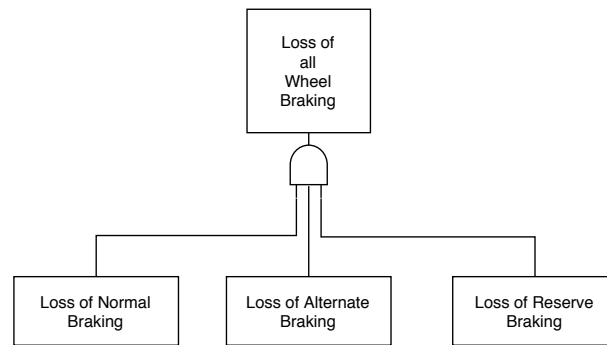 Loss of
all
Wheel
Braking
Loss of Normal
Braking
Loss of Alternate
Braking
Loss of Reserve
Braking